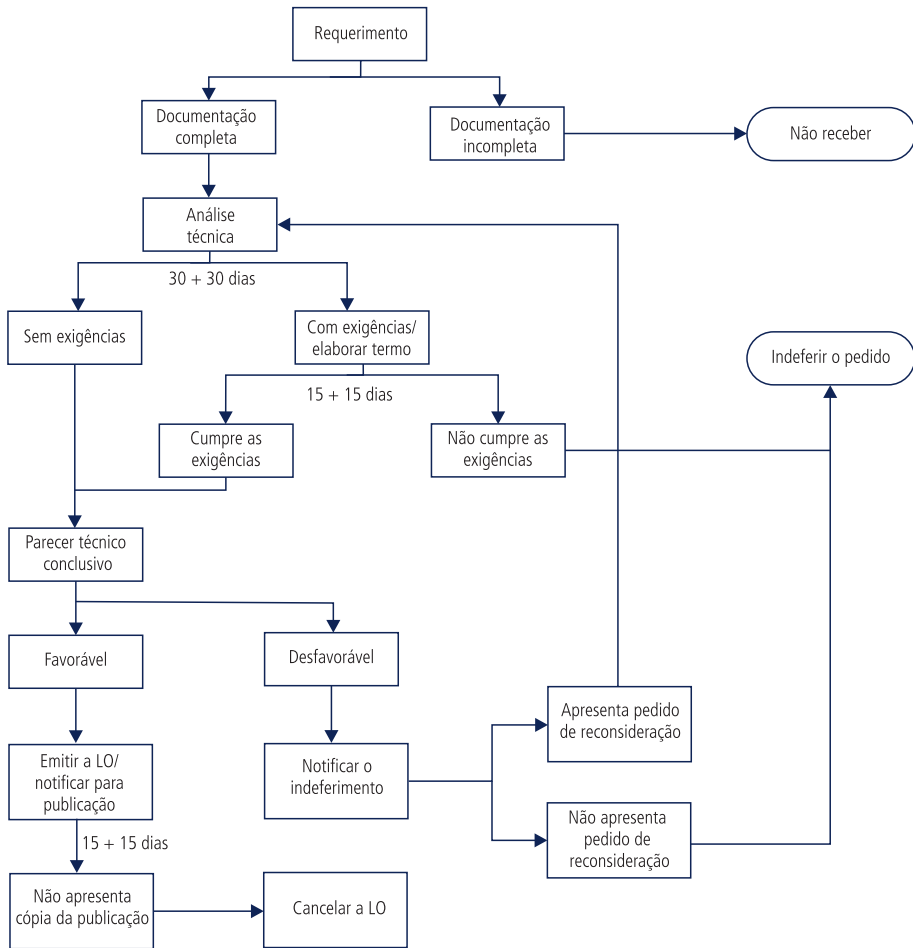 Requerimento
Documentação
completa
Documentação
incompleta
Não receber
Análise
técnica
30 + 30 dias
Sem exigências
Com exigências/
elaborar termo
Indeferir o pedido
15 + 15 dias
Cumpre as
exigências
Não cumpre as
exigências
Parecer técnico
conclusivo
Favorável
Desfavorável
Apresenta pedido
de reconsideração
Emitir a LO/
notificar para
publicação
Notificar o
indeferimento
Não apresenta
pedido de
reconsideração
15 + 15 dias
Não apresenta
cópia da publicação
Cancelar a LO